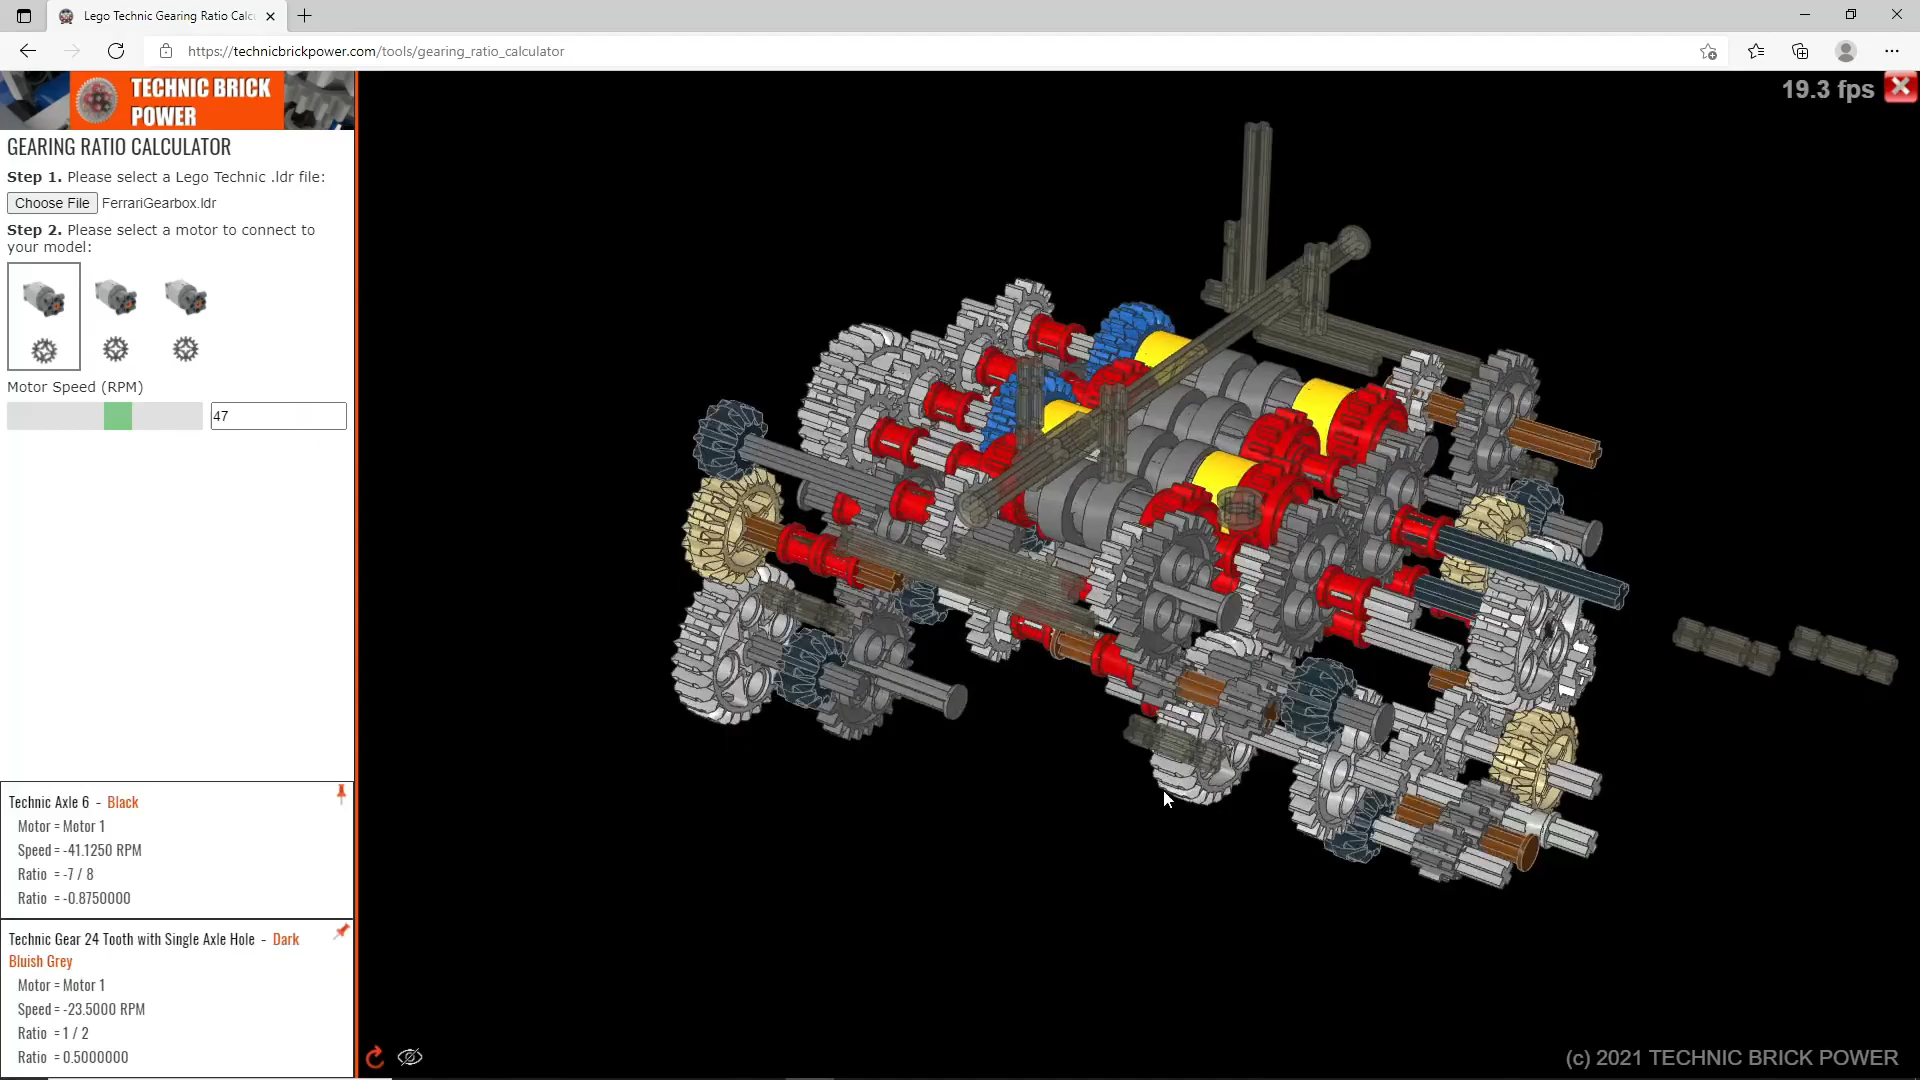 Lego Technic Gearing Ratio Calc
https://technicbrickpower.com/tools/gearing_ratio_calculator
TECHNIC BRICK
POWER
19.3 fps
GEARING RATIO CALCULATOR
Step 1. Please select a Lego Technic .ldr file:
Choose File FerrariGearbox.ldr
Step 2. Please select a motor to connect to
your model:
Motor Speed (RPM)
47
Technic Axle 6 - Black
Motor = Motor 1
Speed = -41.1250 RPM
Ratio = -7 / 8
Ratio = -0.8750000
Technic Gear 24 Tooth with Single Axle Hole - Dark
Bluish Grey
Motor = Motor 1
Speed = -23.5000 RPM
Ratio = 1 / 2
Ratio = 0.5000000
(c) 2021 TECHNIC BRICK POWER